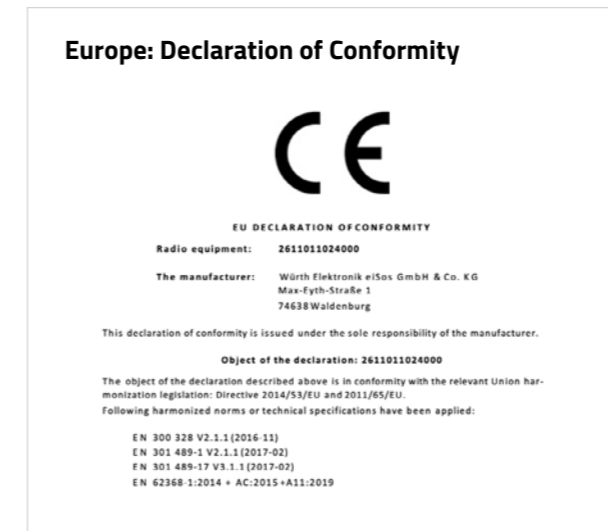 Europe: Declaration of Conformity
CE
EU DECLARATION OF CONFORMITY
Radio equipment: 2611011024000
The manufacturer: Würth Elektronik eiSos GmbH & Co. KG
Max-Eyth-Straße 1
74638 Waldenburg
This declaration of conformity is issued under the sole responsibility of the manufacturer.
Object of the declaration: 2611011024000
The object of the declaration described above is in conformity with the relevant Union har-
monization legislation: Directive 2014/53/EU and 2011/65/EU.
Following harmonized norms or technical specifications have been applied:
EN 300 328 V2.1.1 (2016-11)
EN 301 489-1 V2.1.1 (2017-02)
EN 301 489-17 V3.1.1 (2017-02)
EN 62368-1:2014 + AC:2015 +A11:2019